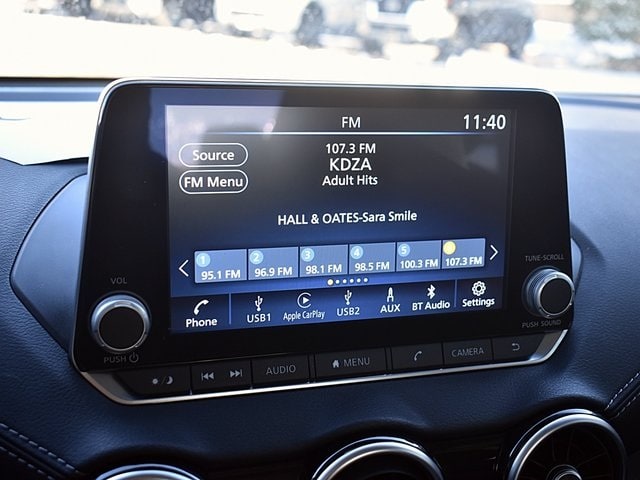 FM
11:40
Source
107.3 FM
KDZA
FM Menu
Adult Hits
HALL & OATES-Sara Smile
1 2 3 4 5
95.1 FM 96.9 FM 98.1 FM 98.5 FM 100.3 FM 107.3 FM
Phone USB1 Apple CarPlay USB2 AUX BT Audio Settings
VOL
PUSH
TUNE-SCROLL
PUSH SOUND
AUDIO MENU CAMERA